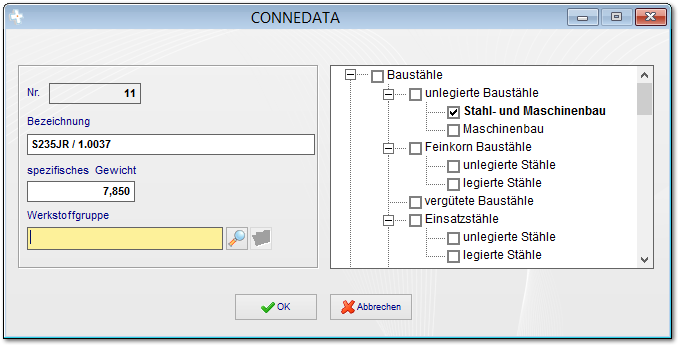 CONNEDATA
Nr. 11
Bezeichnung
S235JR / 1.0037
spezifisches Gewicht
7,850
Werkstoffgruppe
Baustähle
unlegierte Baustähle
Stahl- und Maschinenbau
Maschinenbau
Feinkorn Baustähle
unlegierte Stähle
legierte Stähle
vergütete Baustähle
Einsatzstähle
unlegierte Stähle
legierte Stähle
OK Abbrechen